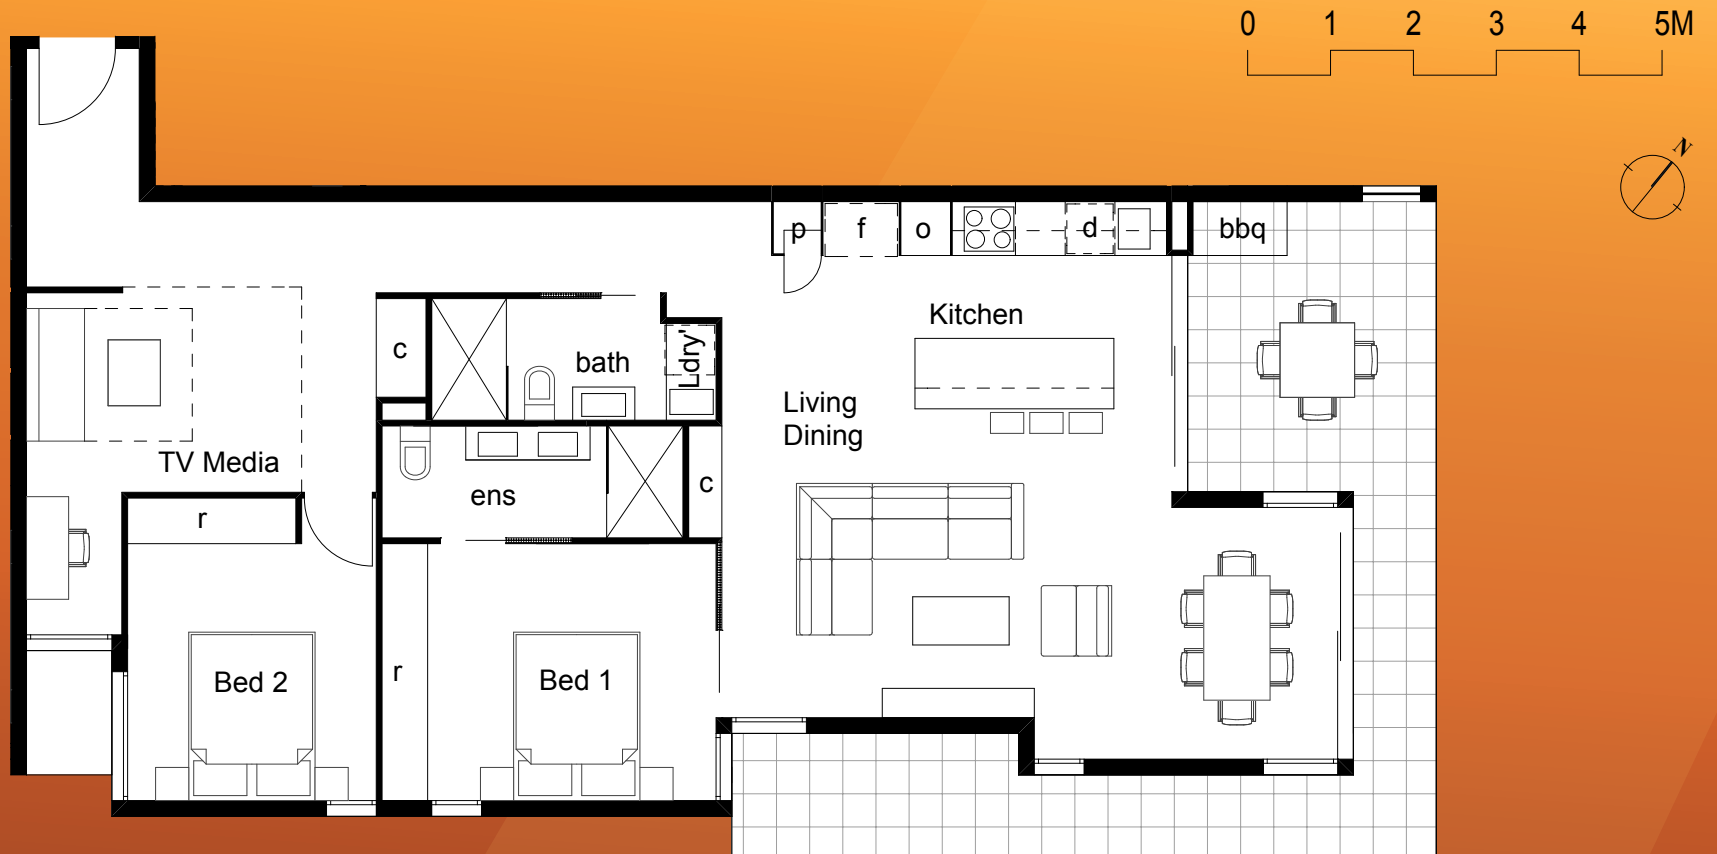 0 1 2 3 4 5M
N
p f o d bbq
Kitchen
c
bath
Ldry'
Living
Dining
TV Media
ens
c
r
r
Bed 2
Bed 1